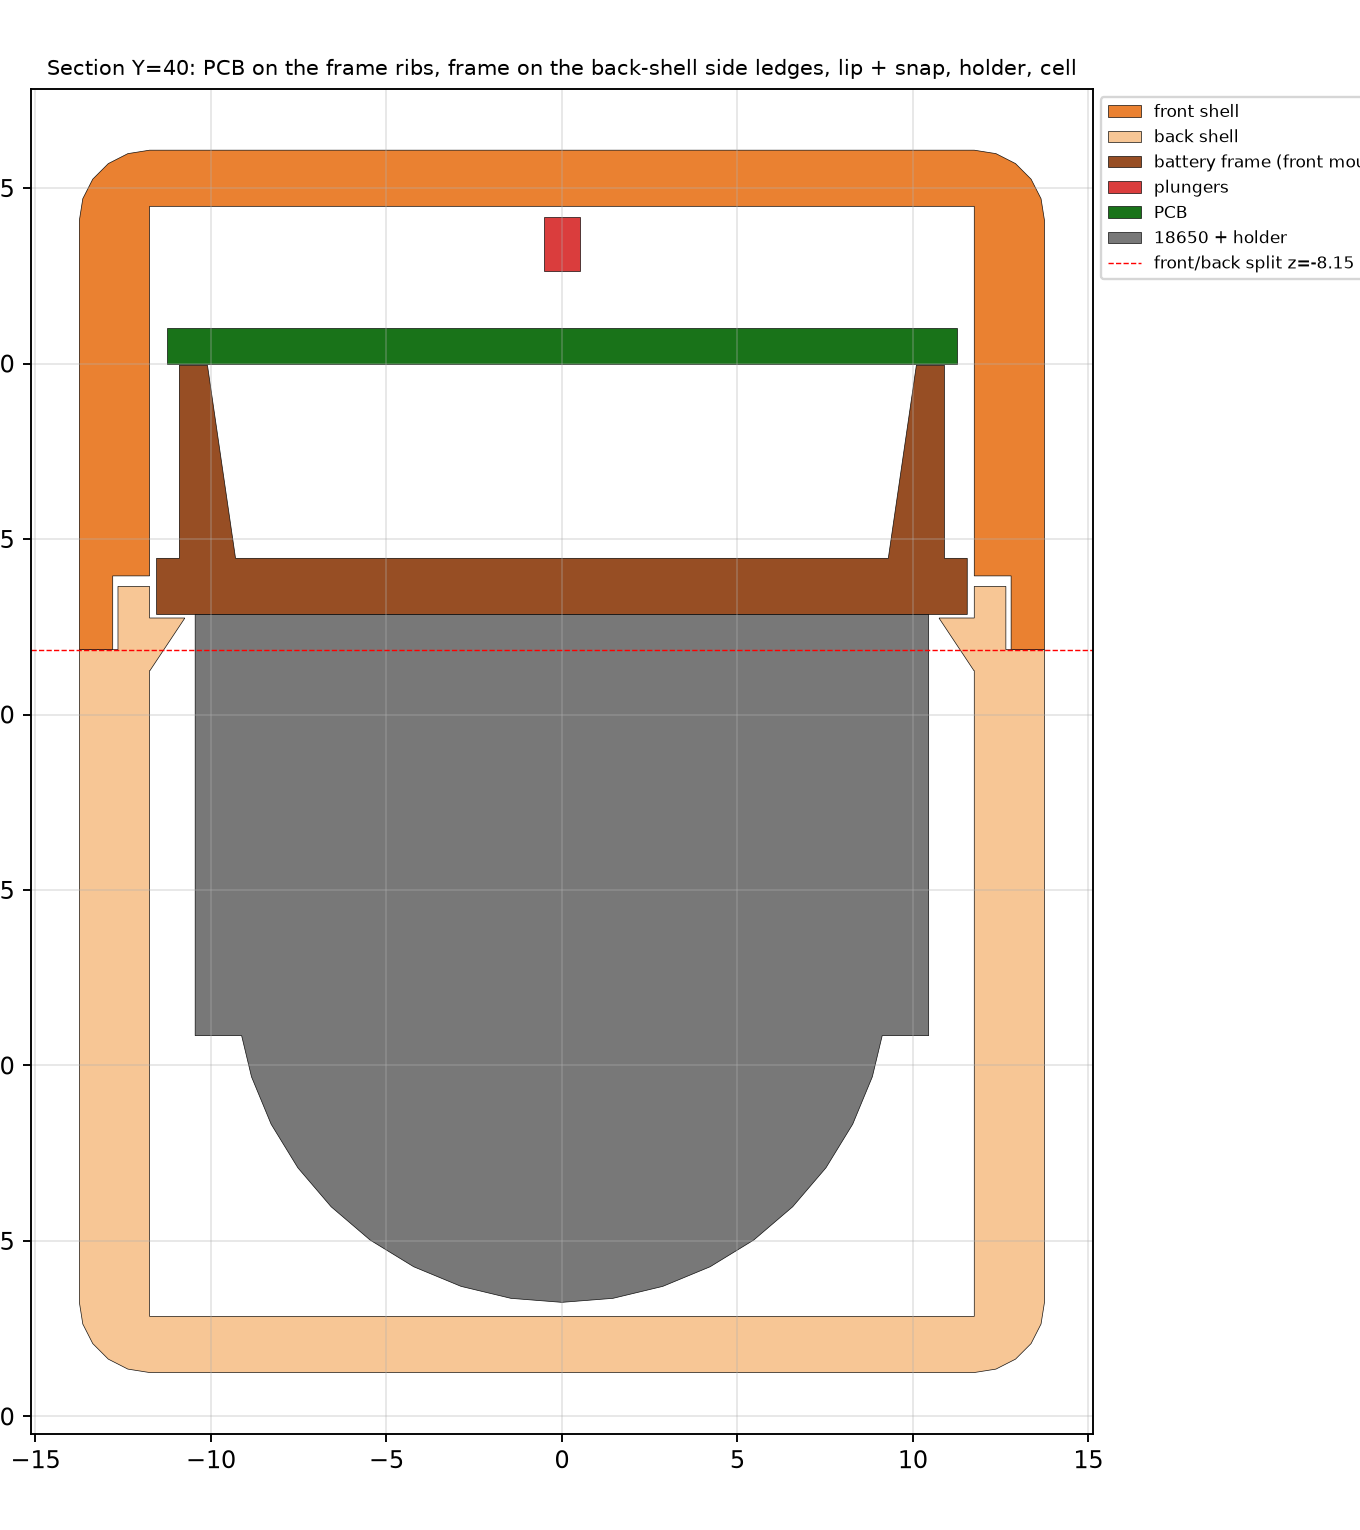 Section Y=40: PCB on the frame ribs, frame on the back-shell side ledges, lip + snap, holder, cell
front shell
back shell
battery frame (front mou
plungers
PCB
18650 + holder
front/back split z=-8.15
5
0
5
0
5
0
5
0
−15 −10 −5 0 5 10 15